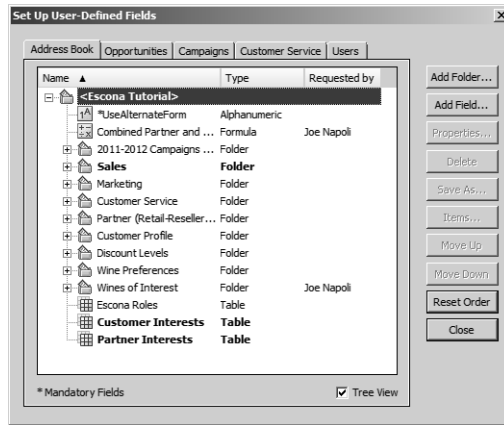 Set Up User-Defined Fields
Address Book Opportunities Campaigns Customer Service Users
Name Type Requested by
<Escona Tutorial>
*UseAlternateForm Alphanumeric
Combined Partner and ... Formula Joe Napoli
2011-2012 Campaigns ... Folder
Sales Folder
Marketing Folder
Customer Service Folder
Partner (Retail-Reseller... Folder
Customer Profile Folder
Discount Levels Folder
Wine Preferences Folder
Wines of Interest Folder Joe Napoli
Escona Roles Table
Customer Interests Table
Partner Interests Table
* Mandatory Fields
Tree View
Add Folder...
Add Field...
Properties...
Delete
Save As...
Items...
Move Up
Move Down
Reset Order
Close